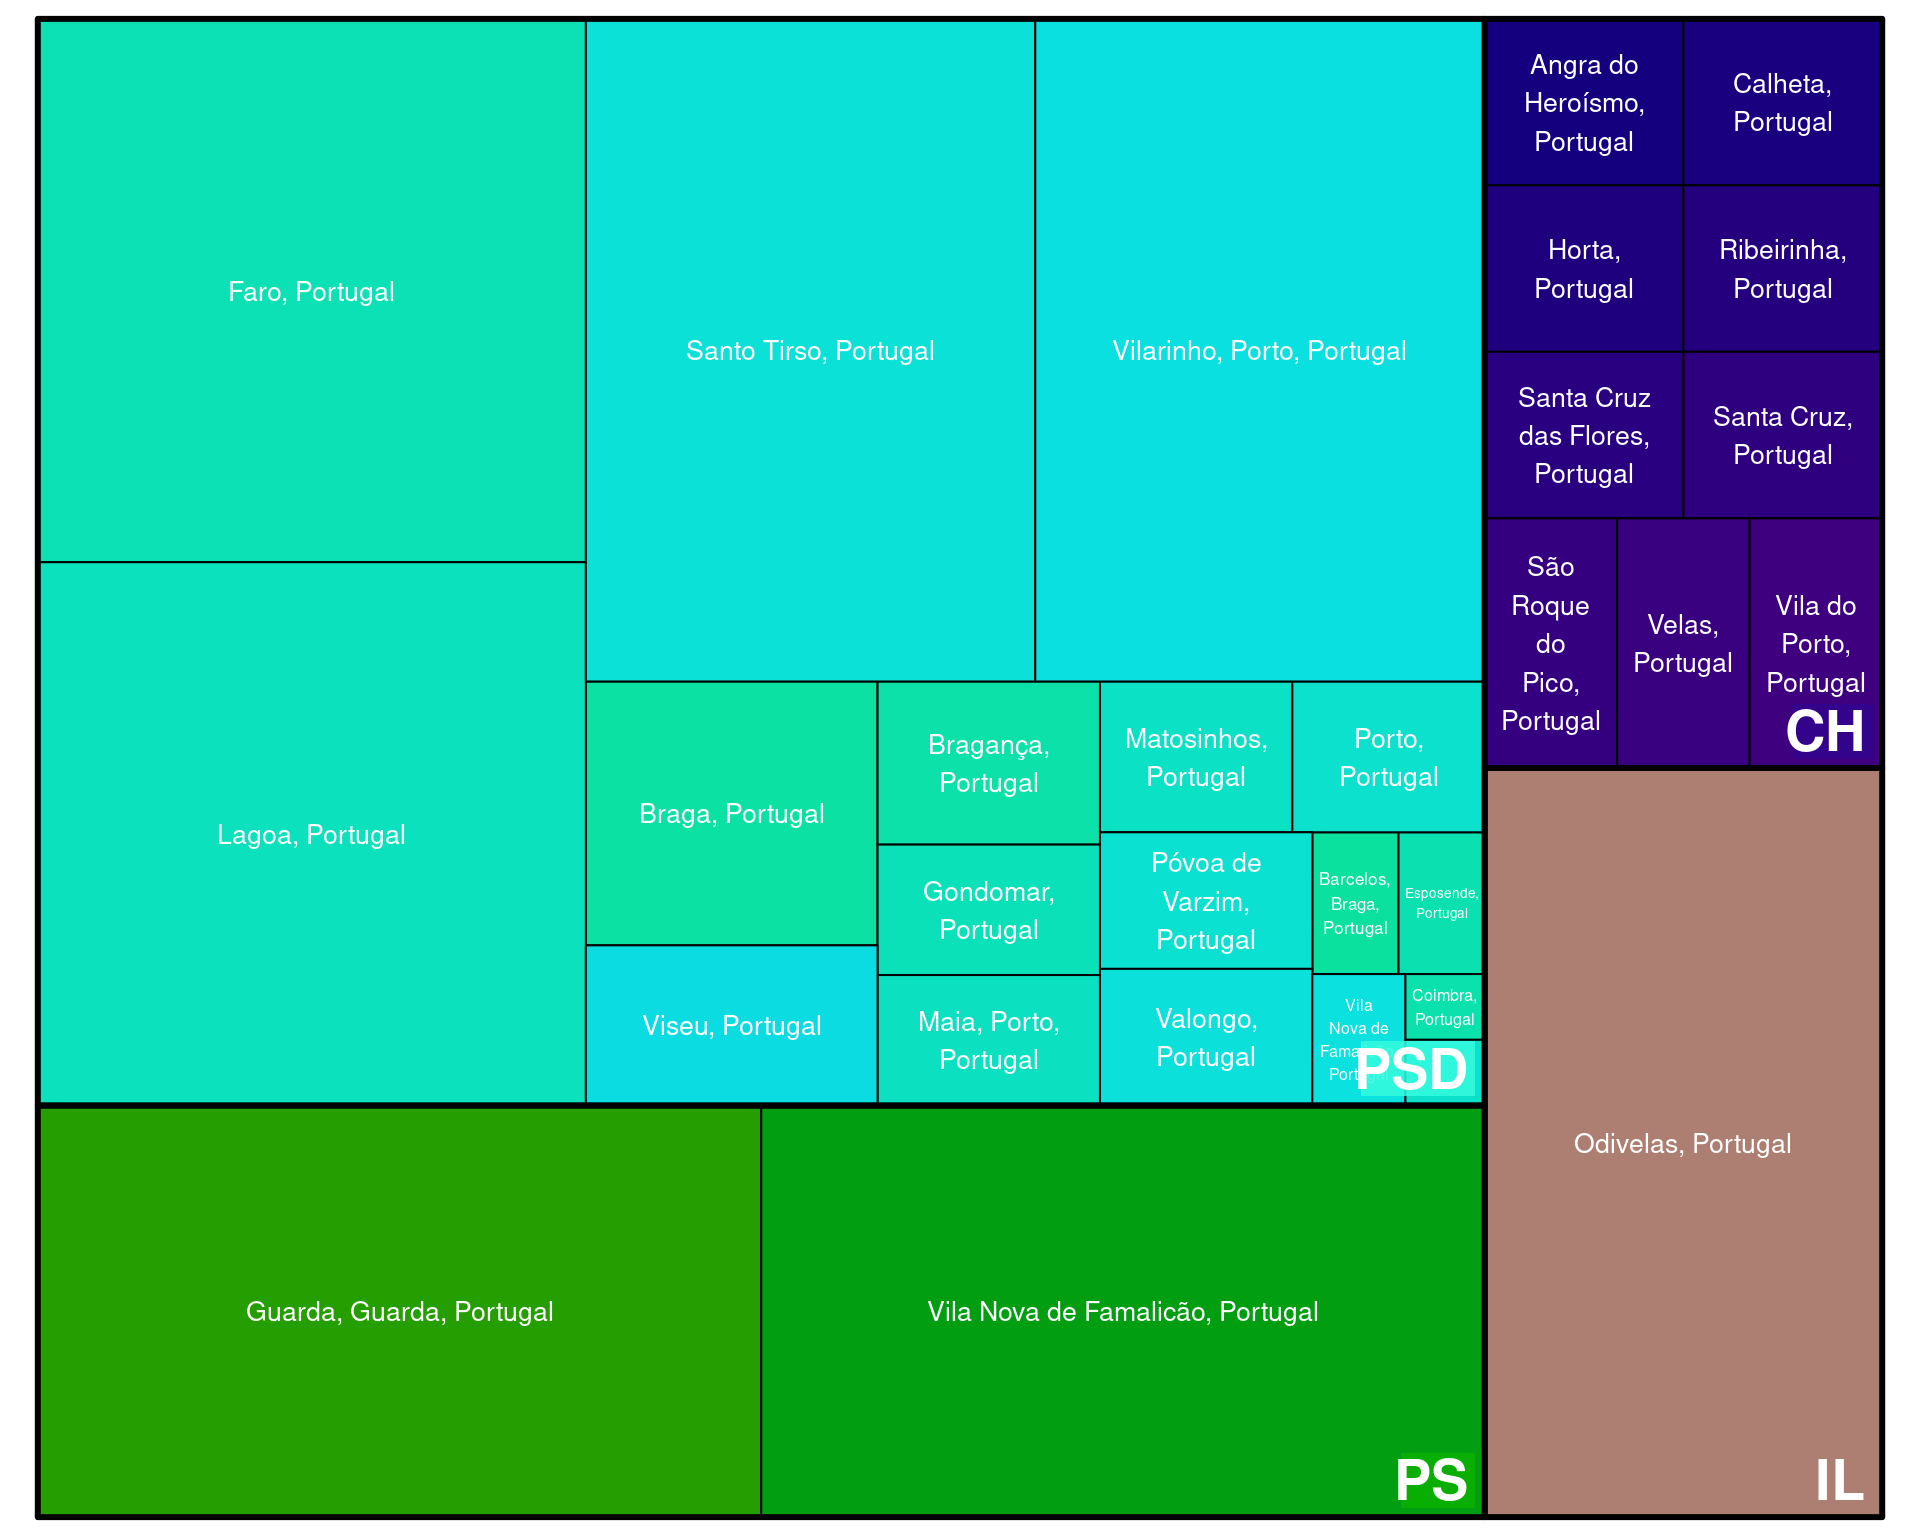 Faro, Portugal
Lagoa, Portugal
Santo Tirso, Portugal
Vilarinho, Porto, Portugal
Braga, Portugal
Viseu, Portugal
Bragança,
Portugal
Gondomar,
Portugal
Maia, Porto,
Portugal
Matosinhos,
Portugal
Porto,
Portugal
Póvoa de
Varzim,
Portugal
Valongo,
Portugal
Barcelos,
Braga,
Portugal
Esposende,
Portugal
Vila
Nova de
Coimbra,
Portugal
PSD
Guarda, Guarda, Portugal
Vila Nova de Famalicão, Portugal
PS
Angra do
Heroísmo,
Portugal
Calheta,
Portugal
Horta,
Portugal
Ribeirinha,
Portugal
Santa Cruz
das Flores,
Portugal
Santa Cruz,
Portugal
São
Roque
do
Pico,
Portugal
Velas,
Portugal
Vila do
Porto,
Portugal
CH
Odivelas, Portugal
IL